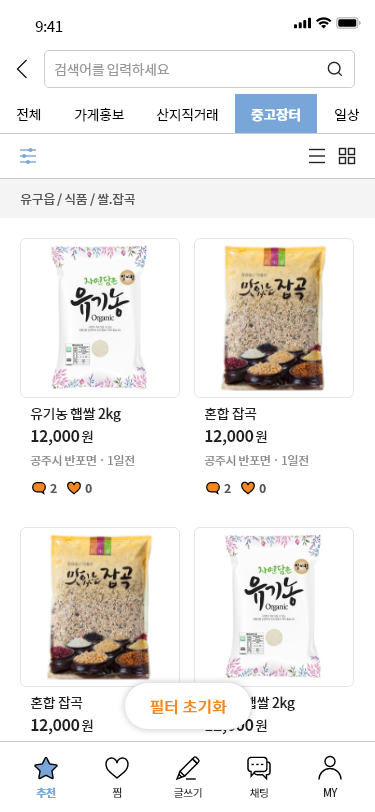 9:41
검색어를 입력하세요
전체 가게홍보 산지직거래 중고장터 일상
유구읍 / 식품 / 쌀.잡곡
자연담은
유기농
Organic
맛있는 잡곡
유기농 햅쌀 2kg
12,000원
공주시 반포면 · 1일전
2 0
혼합 잡곡
12,000원
공주시 반포면 · 1일전
2 0
맛있는 잡곡
자연담은
유기농
Organic
혼합 잡곡
12,000원
햅쌀 2kg
원
필터 초기화
추천 찜 글쓰기 채팅 MY